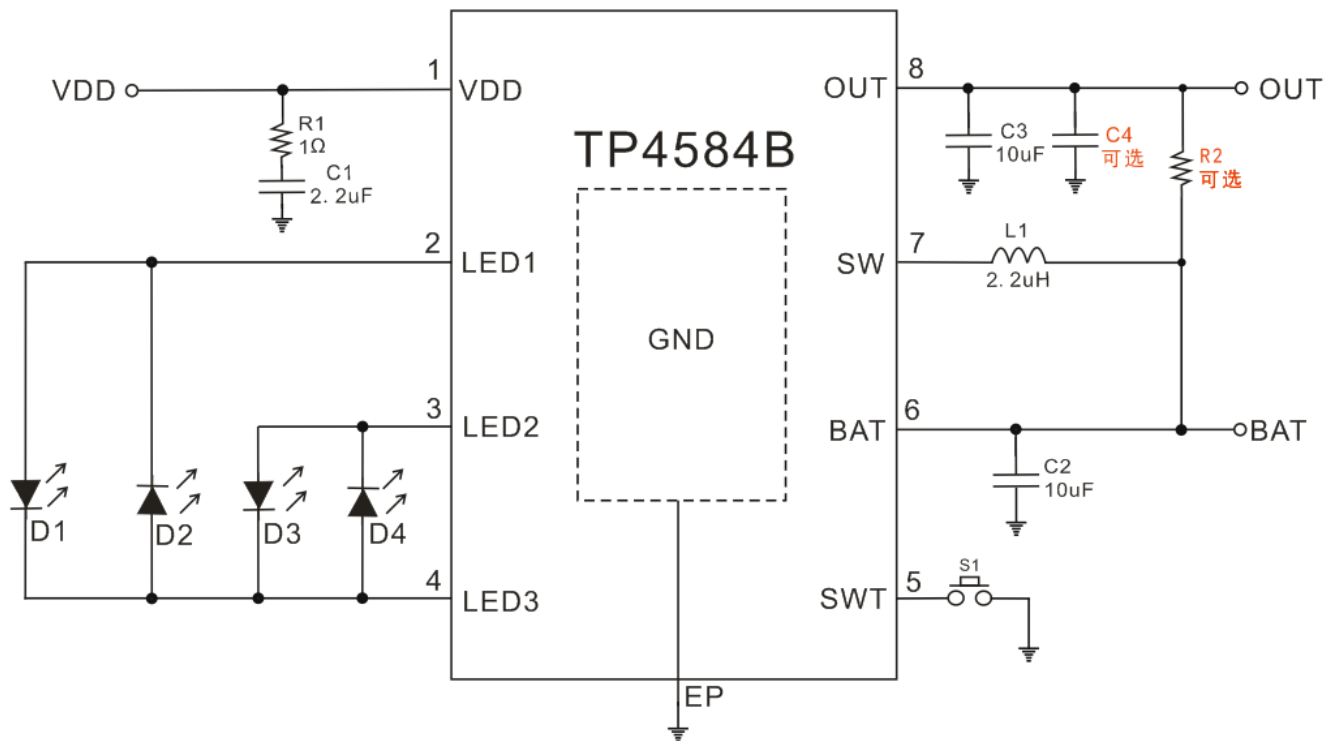 VDD
1
VDD
R1
1Ω
C1
2.2uF
2
LED1
3
LED2
D1
D2
D3
D4
4
LED3
TP4584B
GND
EP
OUT
8
OUT
C3
10uF
C4
可选
R2
可选
SW
7
L1
2.2uH
BAT
6
BAT
C2
10uF
SWT
5
S1